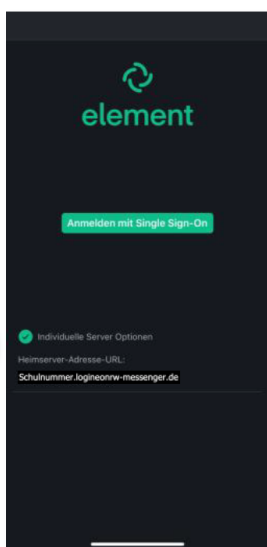 element
Anmelden mit Single Sign-On
Individuelle Server Optionen
Heimserver-Adresse-URL:
Schulnummer.logineonrw-messenger.de